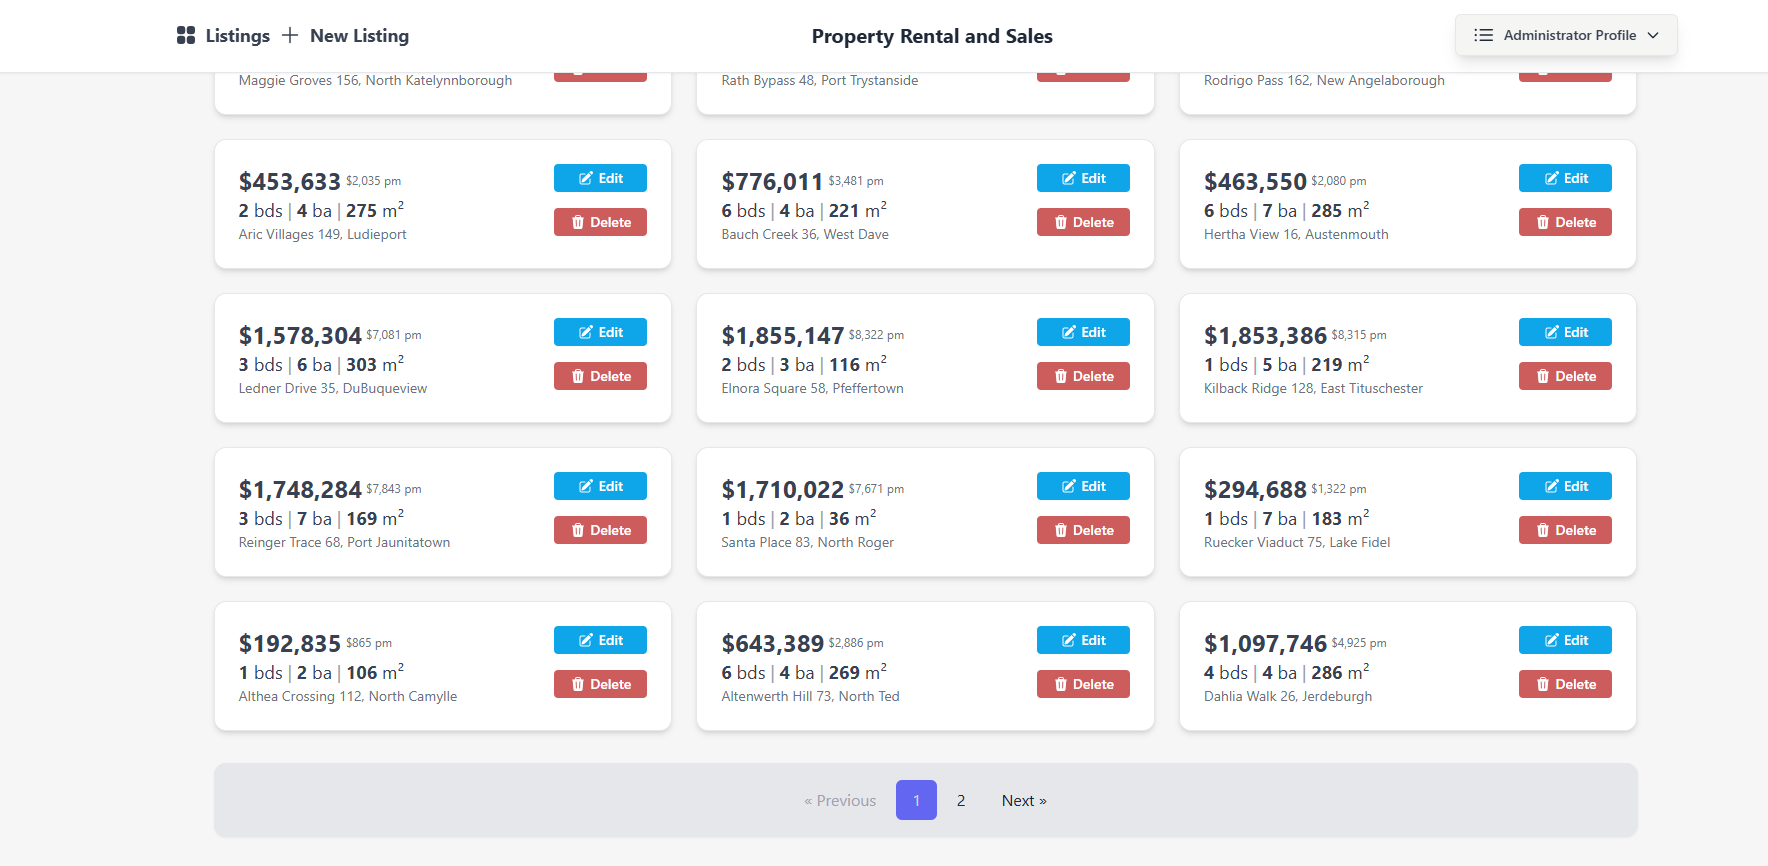 Listings New Listing
Property Rental and Sales
Administrator Profile
Maggie Groves 156, North Katelynnborough
Rath Bypass 48, Port Trystanside
Rodrigo Pass 162, New Angelaborough
$453,633 $2,035 pm
2 bds | 4 ba | 275 m²
Aric Villages 149, Ludieport
Edit
Delete
$776,011 $3,481 pm
6 bds | 4 ba | 221 m²
Bauch Creek 36, West Dave
Edit
Delete
$463,550 $2,080 pm
6 bds | 7 ba | 285 m²
Hertha View 16, Austenmouth
Edit
Delete
$1,578,304 $7,081 pm
3 bds | 6 ba | 303 m²
Ledner Drive 35, DuBuqueview
Edit
Delete
$1,855,147 $8,322 pm
2 bds | 3 ba | 116 m²
Elnora Square 58, Pfeffertown
Edit
Delete
$1,853,386 $8,315 pm
1 bds | 5 ba | 219 m²
Kilback Ridge 128, East Tituschester
Edit
Delete
$1,748,284 $7,843 pm
3 bds | 7 ba | 169 m²
Reinger Trace 68, Port Jaunitatown
Edit
Delete
$1,710,022 $7,671 pm
1 bds | 2 ba | 36 m²
Santa Place 83, North Roger
Edit
Delete
$294,688 $1,322 pm
1 bds | 7 ba | 183 m²
Ruecker Viaduct 75, Lake Fidel
Edit
Delete
$192,835 $865 pm
1 bds | 2 ba | 106 m²
Althea Crossing 112, North Camylle
Edit
Delete
$643,389 $2,886 pm
6 bds | 4 ba | 269 m²
Altenwerth Hill 73, North Ted
Edit
Delete
$1,097,746 $4,925 pm
4 bds | 4 ba | 286 m²
Dahlia Walk 26, Jerdeburgh
Edit
Delete
« Previous 1 2 Next »